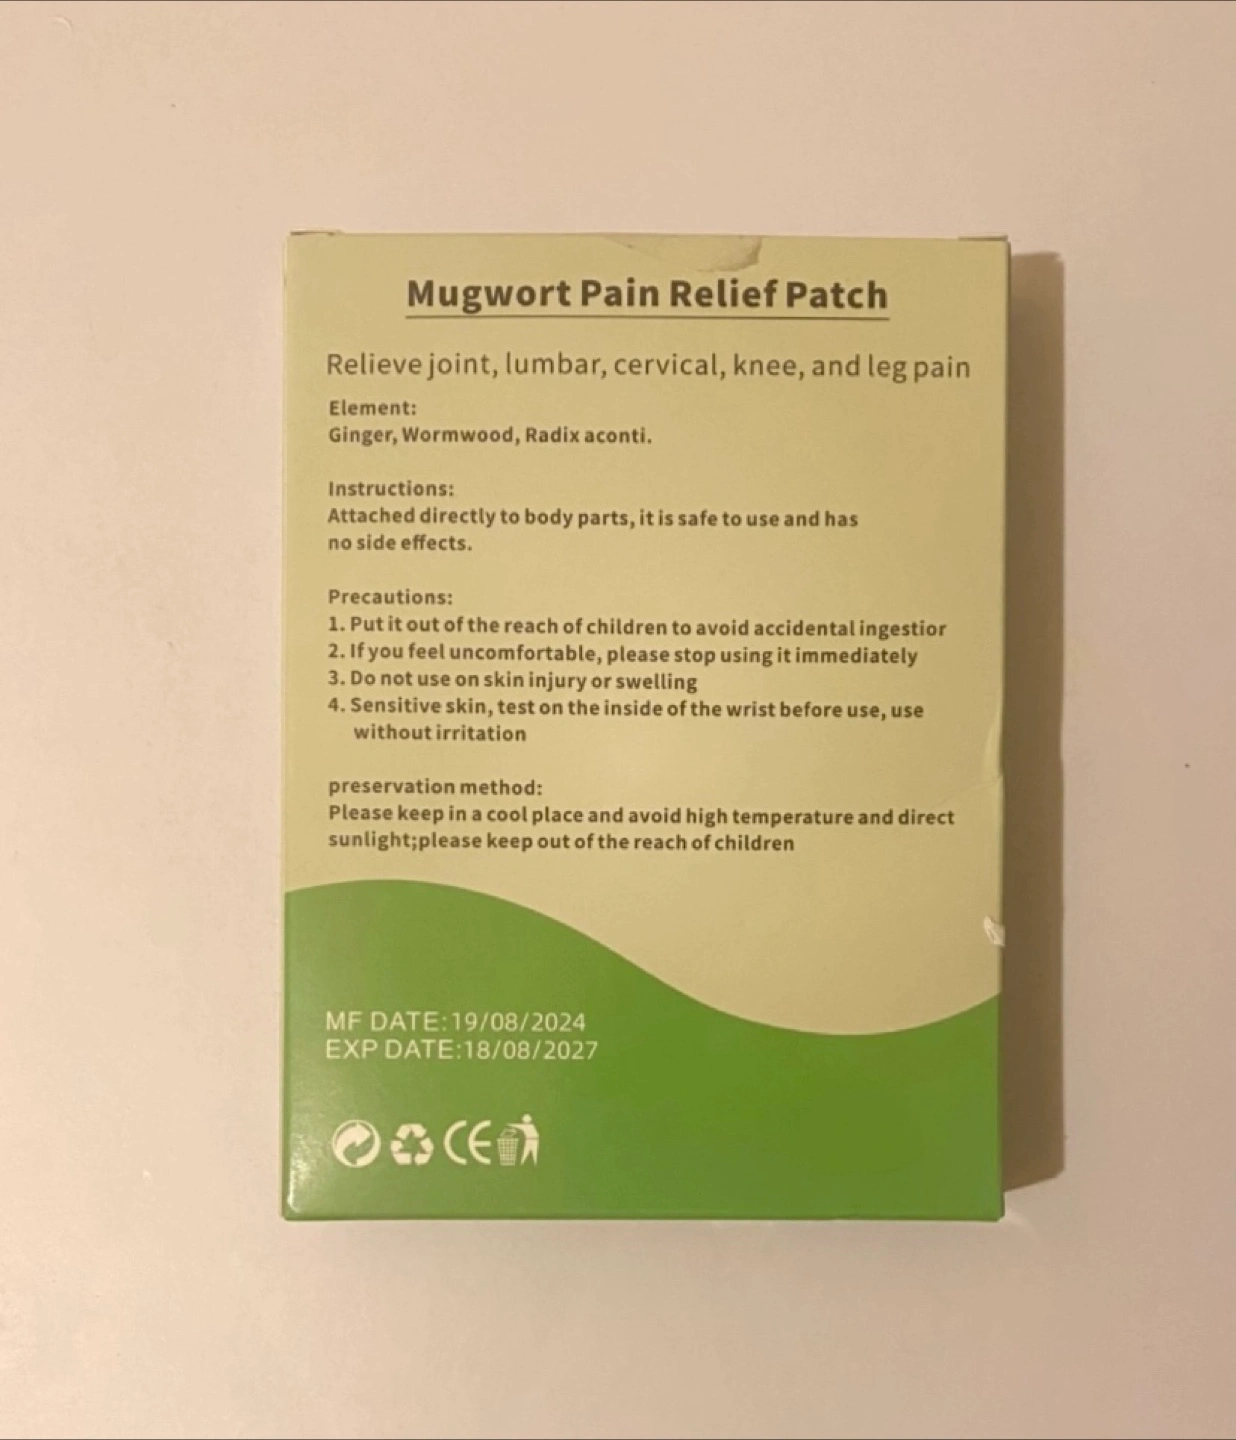 Mugwort Pain Relief Patch
Relieve joint, lumbar, cervical, knee, and leg pain
Element:
Ginger, Wormwood, Radix aconti.
Instructions:
Attached directly to body parts, it is safe to use and has
no side effects.
Precautions:
1. Put it out of the reach of children to avoid accidental ingestior
2. If you feel uncomfortable, please stop using it immediately
3. Do not use on skin injury or swelling
4. Sensitive skin, test on the inside of the wrist before use, use
without irritation
preservation method:
Please keep in a cool place and avoid high temperature and direct
sunlight;please keep out of the reach of children
MF DATE:19/08/2024
EXP DATE:18/08/2027
CE